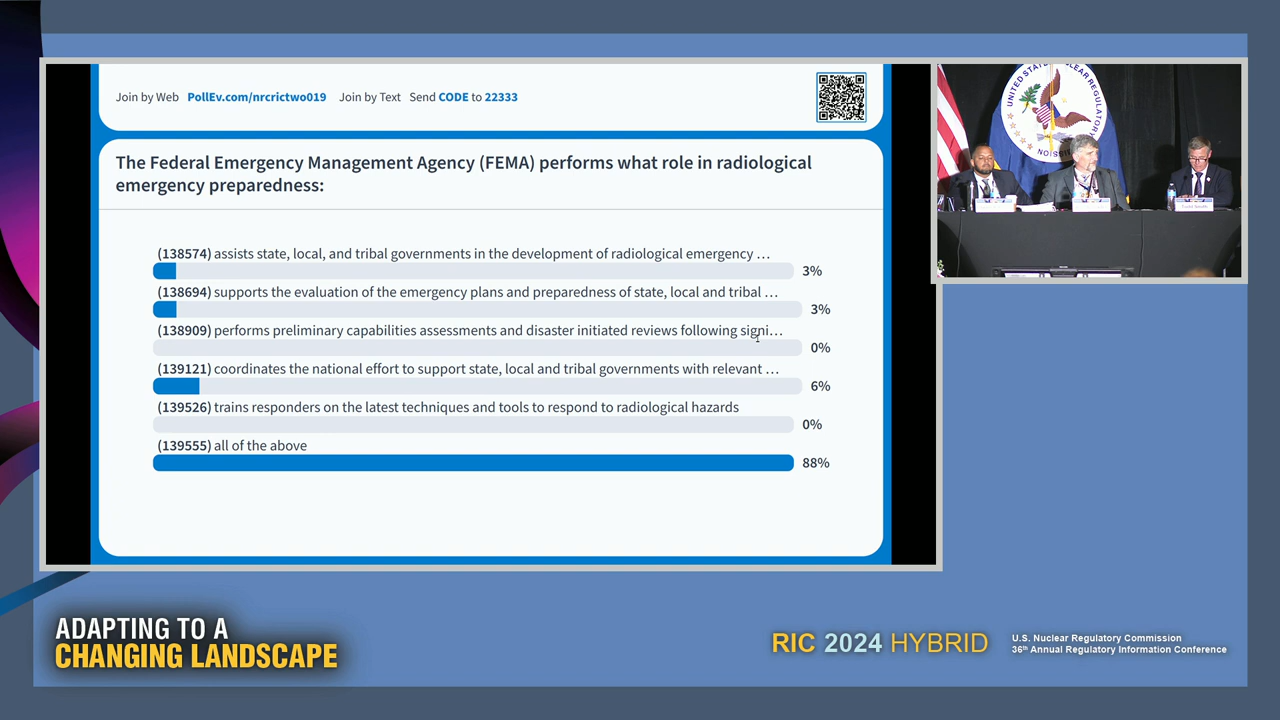 Join by Web PollEv.com/nrcrictwo019 Join by Text Send CODE to 22333
The Federal Emergency Management Agency (FEMA) performs what role in radiological
emergency preparedness:
(138574) assists state, local, and tribal governments in the development of radiological emergency …
3%
(138694) supports the evaluation of the emergency plans and preparedness of state, local and tribal …
3%
(138909) performs preliminary capabilities assessments and disaster initiated reviews following signi…
0%
(139121) coordinates the national effort to support state, local and tribal governments with relevant …
6%
(139526) trains responders on the latest techniques and tools to respond to radiological hazards
0%
(139555) all of the above
88%
UNITED STATES NUCLEAR REGULATORY
ADAPTING TO A
CHANGING LANDSCAPE
RIC 2024 HYBRID
U.S. Nuclear Regulatory Commission
36th Annual Regulatory Information Conference